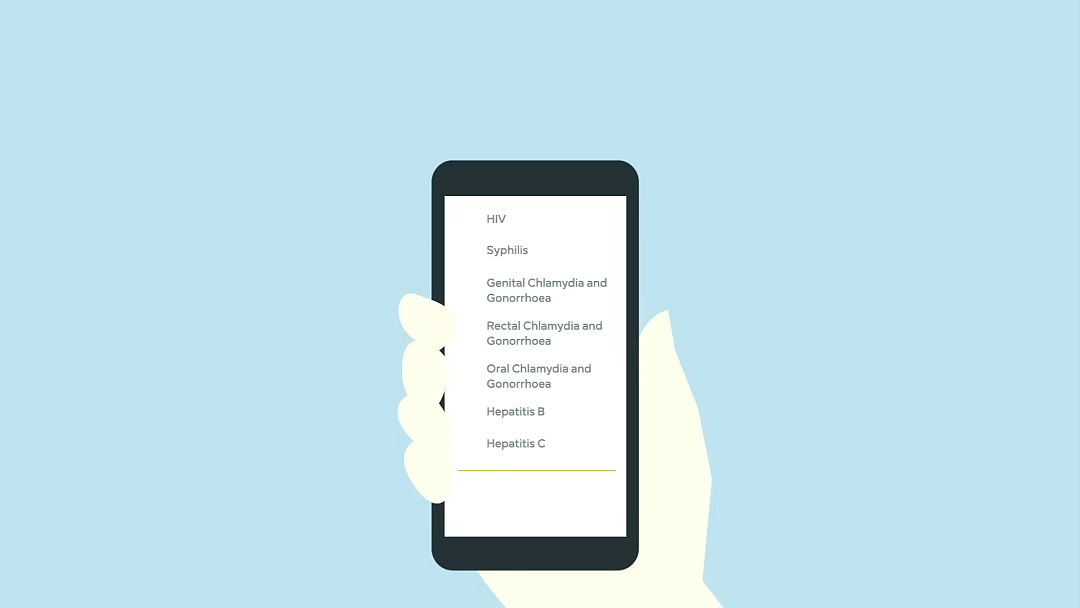 HIV
Syphilis
Genital Chlamydia and
Gonorrhoea
Rectal Chlamydia and
Gonorrhoea
Oral Chlamydia and
Gonorrhoea
Hepatitis B
Hepatitis C